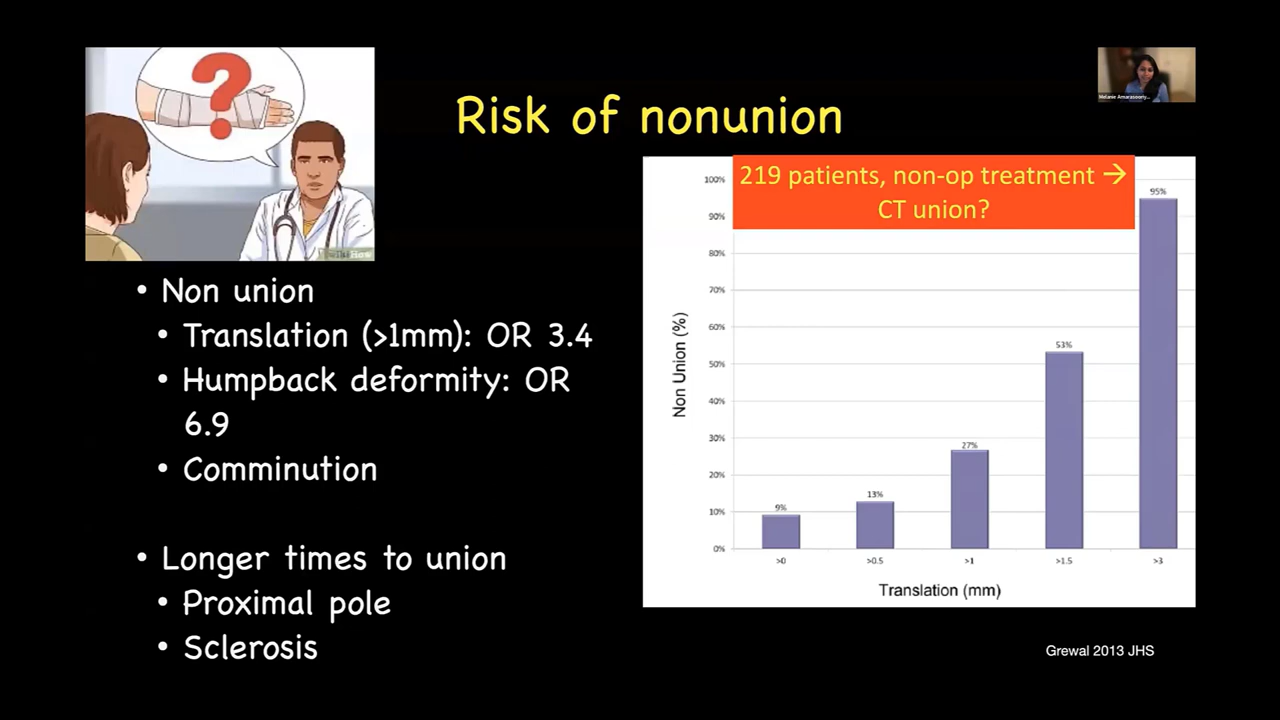 Risk of nonunion
• Non union
• Translation (>1mm): OR 3.4
• Humpback deformity: OR
6.9
• Comminution
• Longer times to union
• Proximal pole
• Sclerosis
219 patients, non-op treatment →
CT union?
Non Union (%)
100%
90%
80%
70%
60%
50%
40%
30%
20%
10%
0%
9%
13%
27%
53%
95%
>0
>0.5
>1
>1.5
>3
Translation (mm)
Grewal 2013 JHS